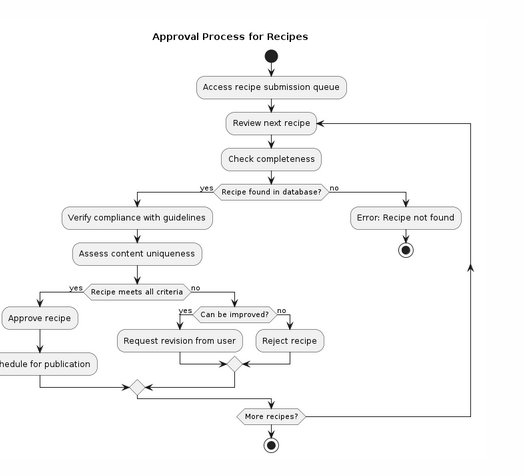 Approval Process for Recipes
Access recipe submission queue
Review next recipe
Check completeness
yes
Recipe found in database?
no
Verify compliance with guidelines
Error: Recipe not found
Assess content uniqueness
yes
Recipe meets all criteria
no
Approve recipe
yes
Can be improved?
no
Request revision from user
Reject recipe
for publication
More recipes?